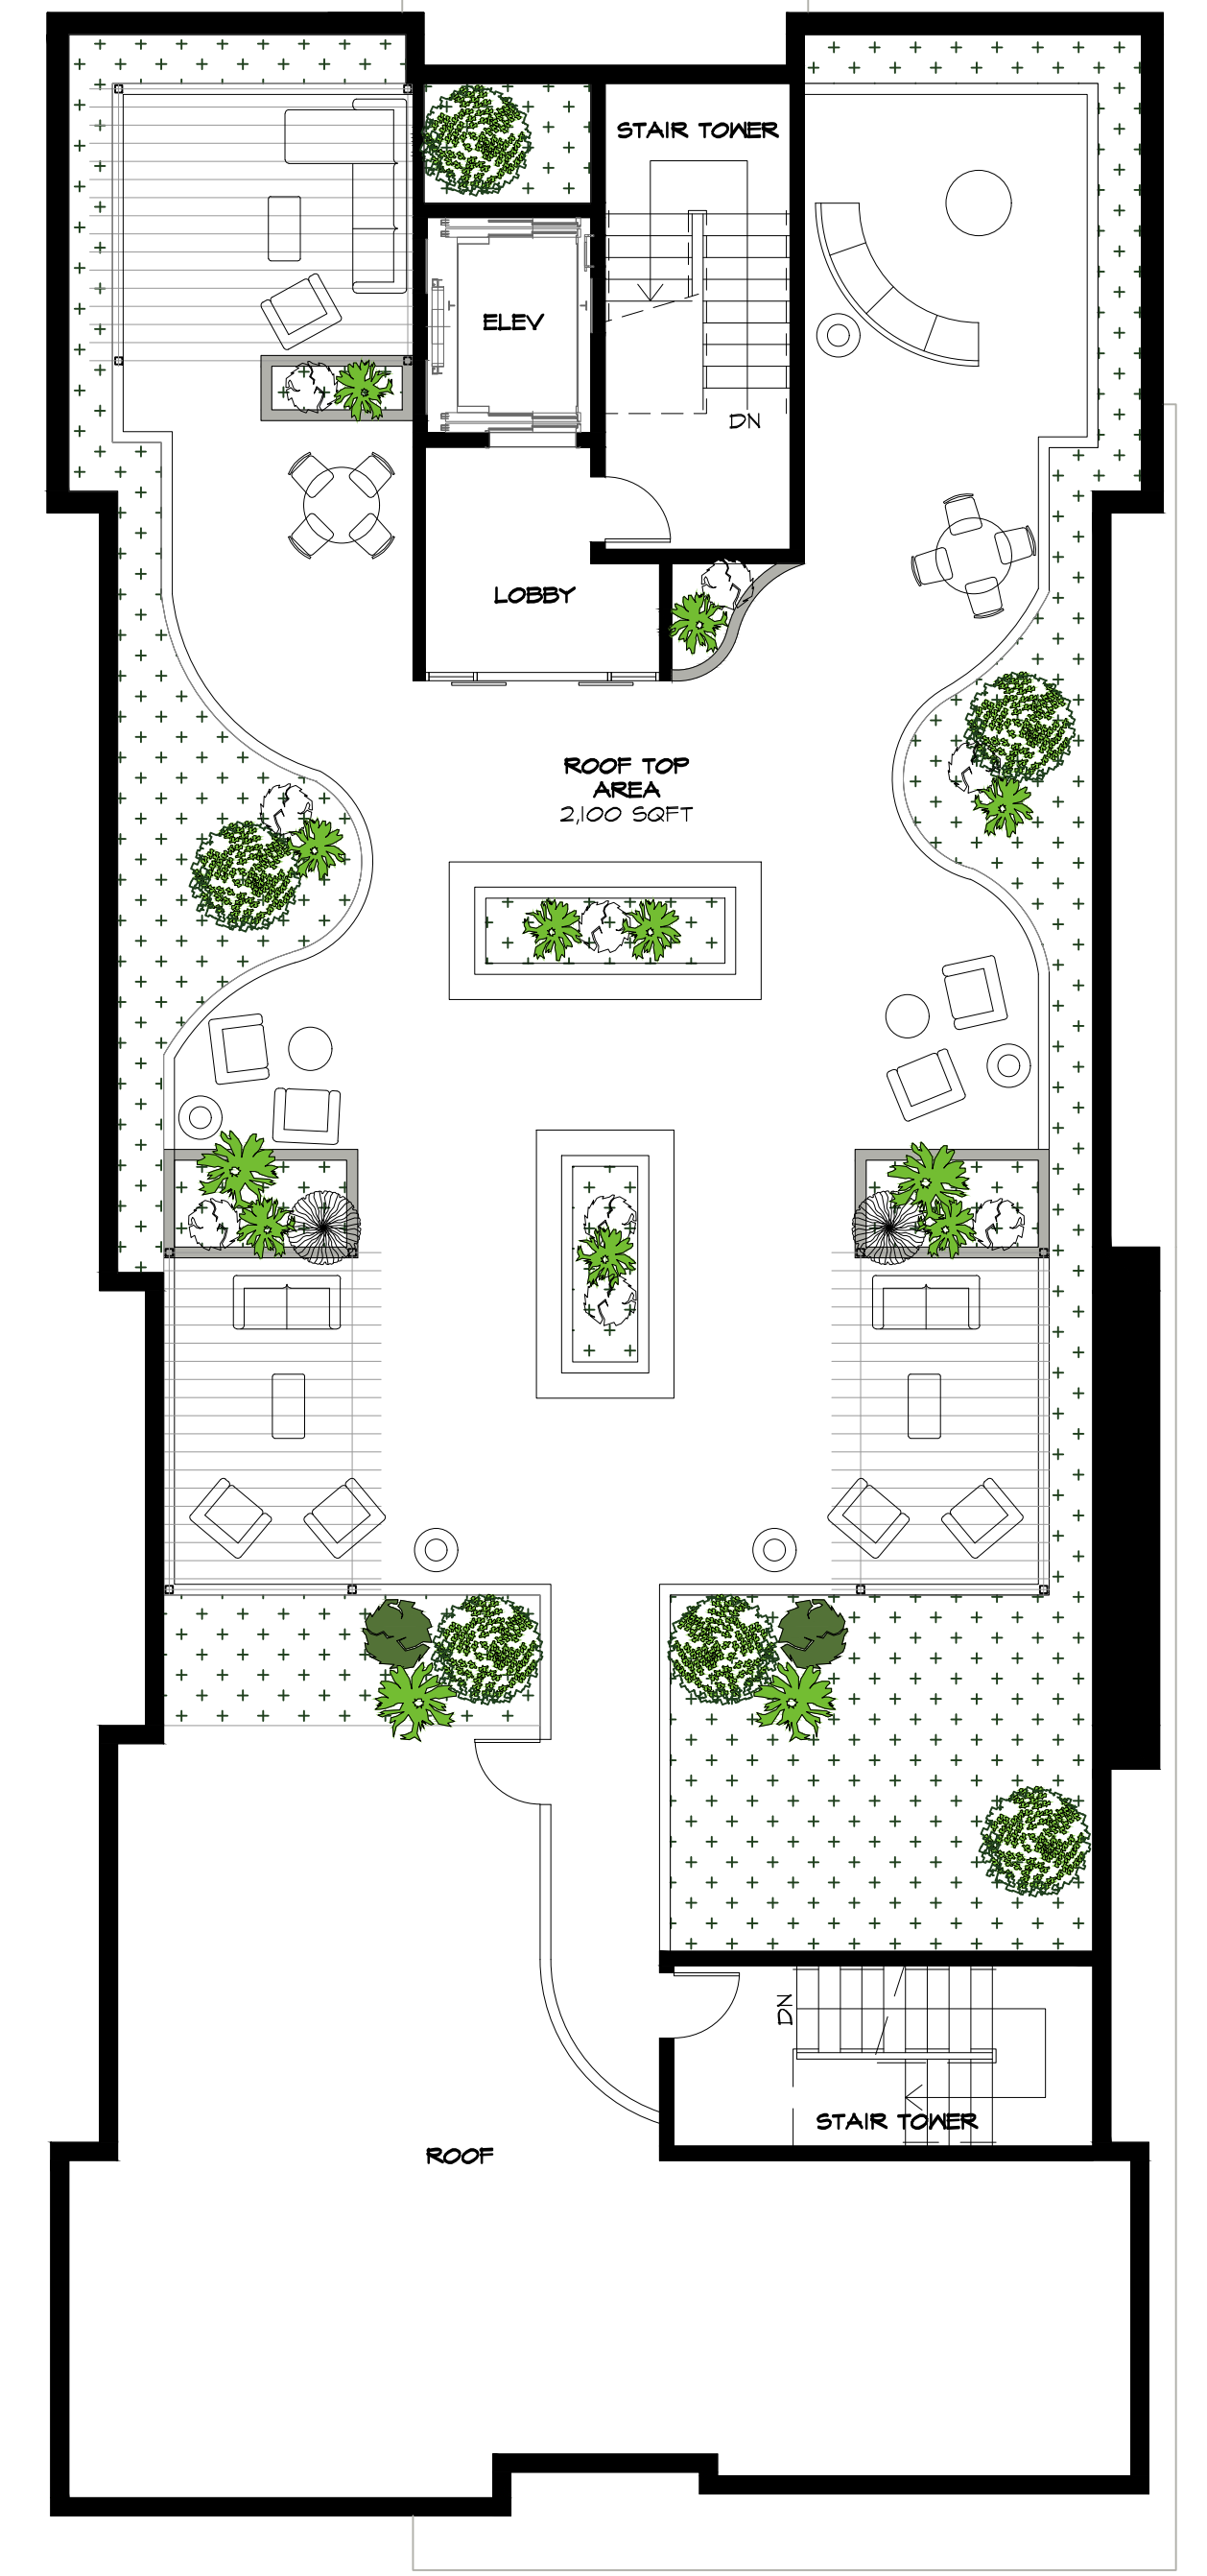 STAIR TOWER
ELEV
DN
LOBBY
ROOF TOP
AREA
2,100 SQFT
DN
STAIR TOWER
ROOF